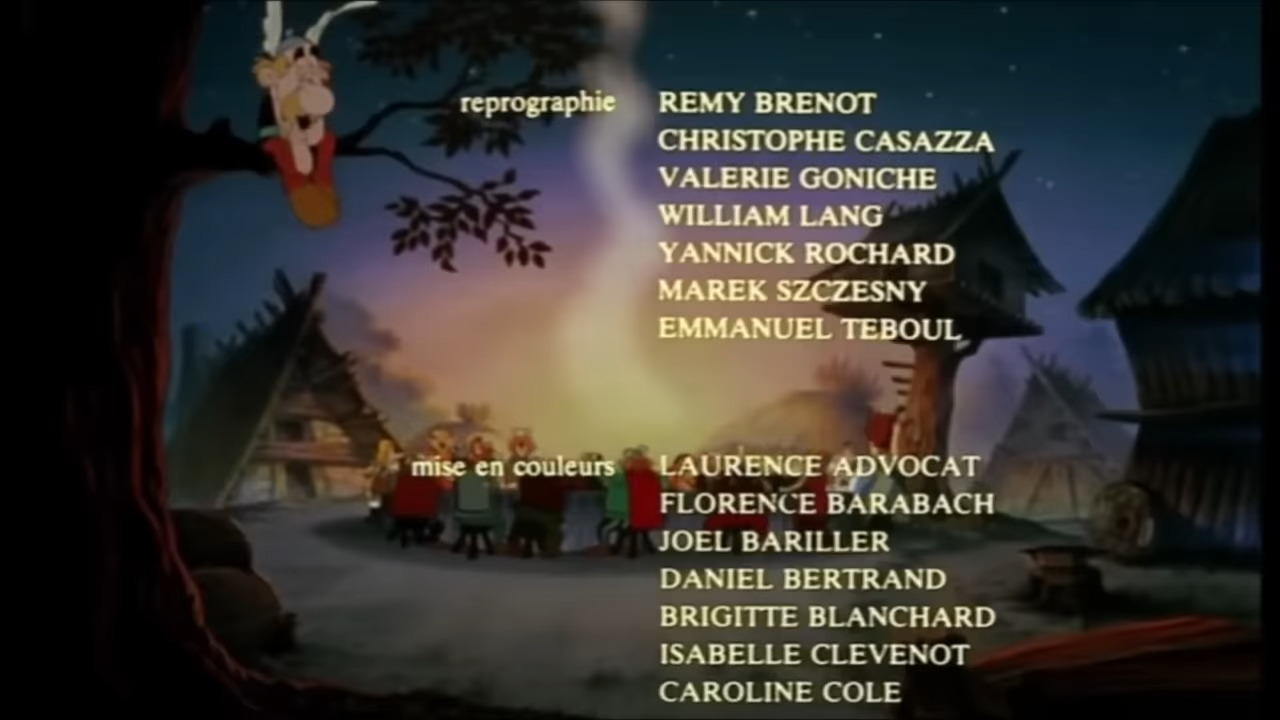 reprographie REMY BRENOT
CHRISTOPHE CASAZZA
VALERIE GONICHE
WILLIAM LANG
YANNICK ROCHARD
MAREK SZCZESNY
EMMANUEL TEBOUL
mise en couleurs LAURENCE ADVOCAT
FLORENCE BARABACH
JOEL BARILLER
DANIEL BERTRAND
BRIGITTE BLANCHARD
ISABELLE CLEVENOT
CAROLINE COLE